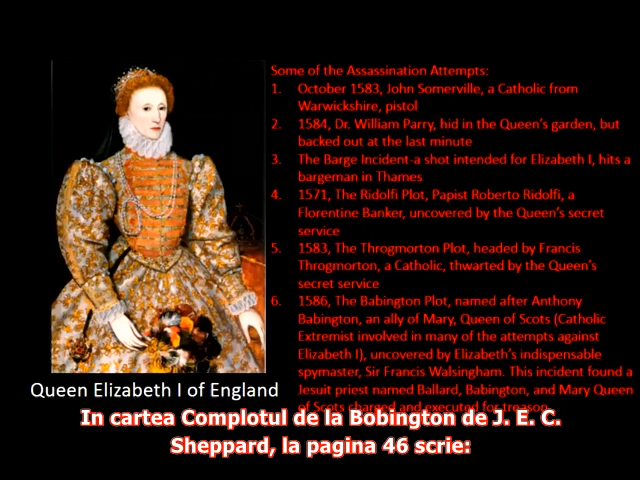 Some of the Assassination Attempts:
1. October 1583, John Somerville, a Catholic from
Warwickshire, pistol
2. 1584, Dr. William Parry, hid in the Queen's garden, but
backed out at the last minute
3. The Barge Incident-a shot intended for Elizabeth I, hits a
bargeman in Thames
4. 1571, The Ridolfi Plot, Papist Roberto Ridolfi, a
Florentine Banker, uncovered by the Queen's secret
service
5. 1583, The Throgmorton Plot, headed by Francis
Throgmorton, a Catholic, thwarted by the Queen's
secret service
6. 1586, The Babington Plot, named after Anthony
Babington, an ally of Mary, Queen of Scots (Catholic
Extremist involved in many of the attempts against
Elizabeth I), uncovered by Elizabeth's indispensable
spymaster, Sir Francis Walsingham. This incident found a
Jesuit priest named Ballard, Babington, and Mary Queen
of Scots charged and executed for treason.
Queen Elizabeth I of England
In cartea Complotul de la Bobington de J. E. C.
Sheppard, la pagina 46 scrie: